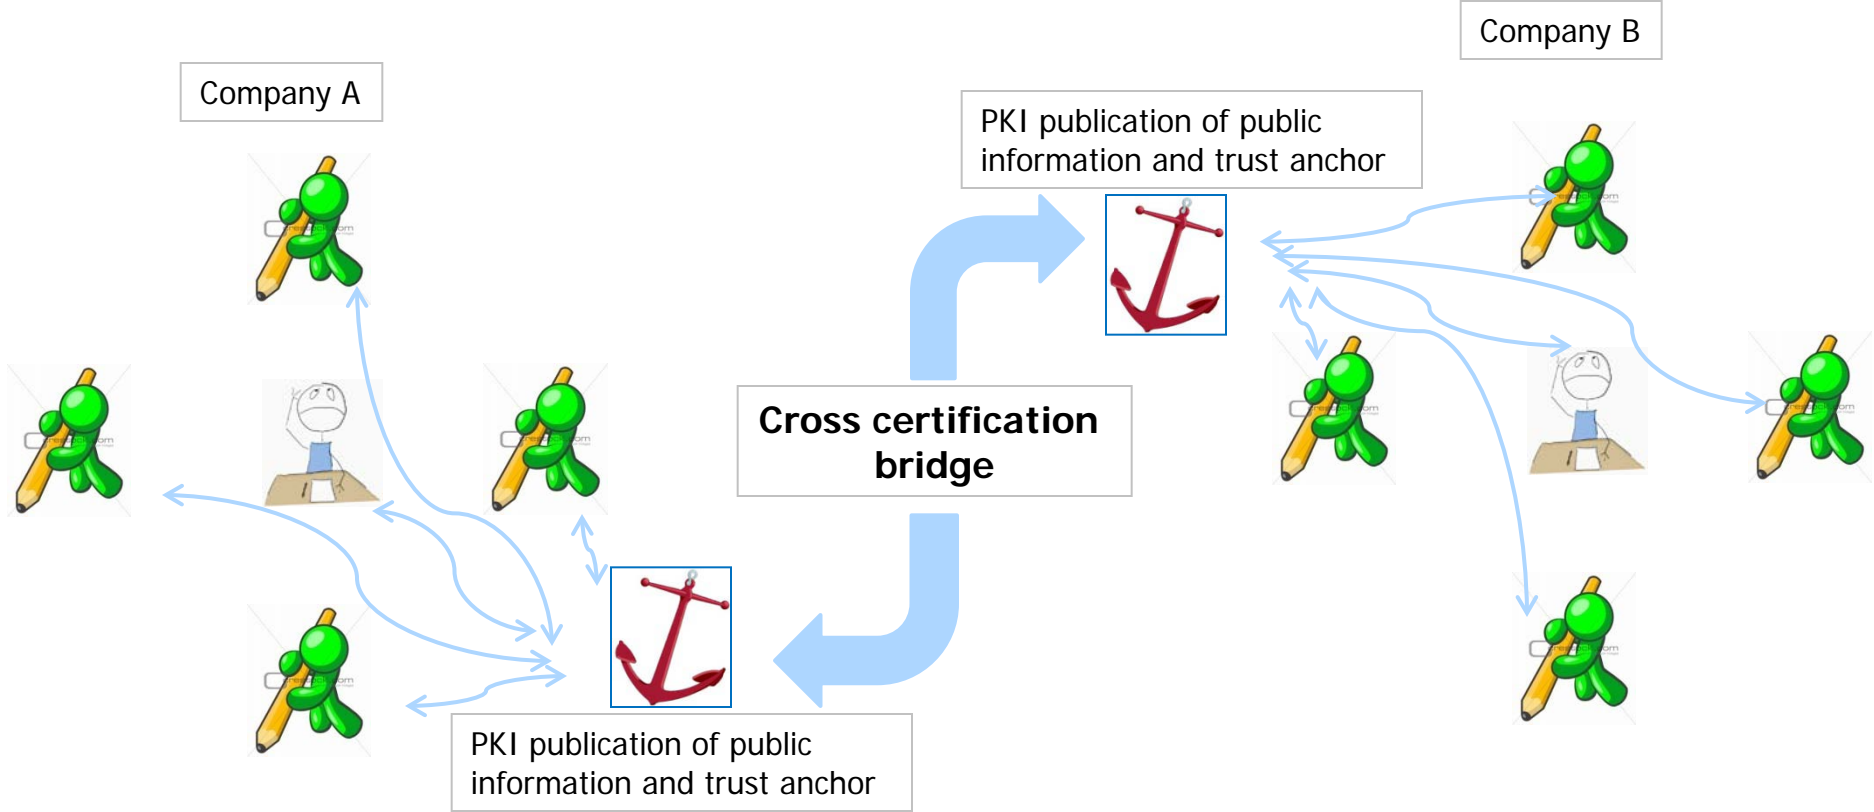 Company B
Company A
PKI publication of public
information and trust anchor
Cross certification
bridge
PKI publication of public
information and trust anchor